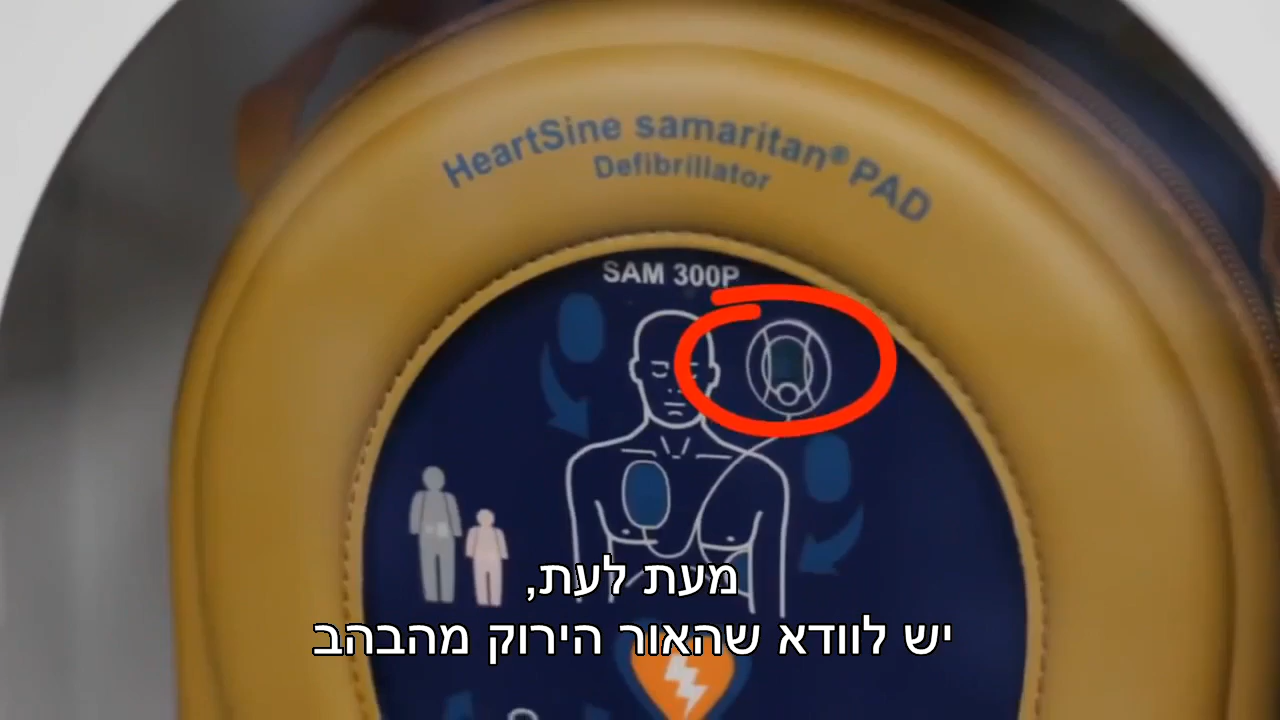 HeartSine samaritan® PAD
Defibrillator
SAM 300P
מעת לעת,
יש לוודא שהאור הירוק מהבהב